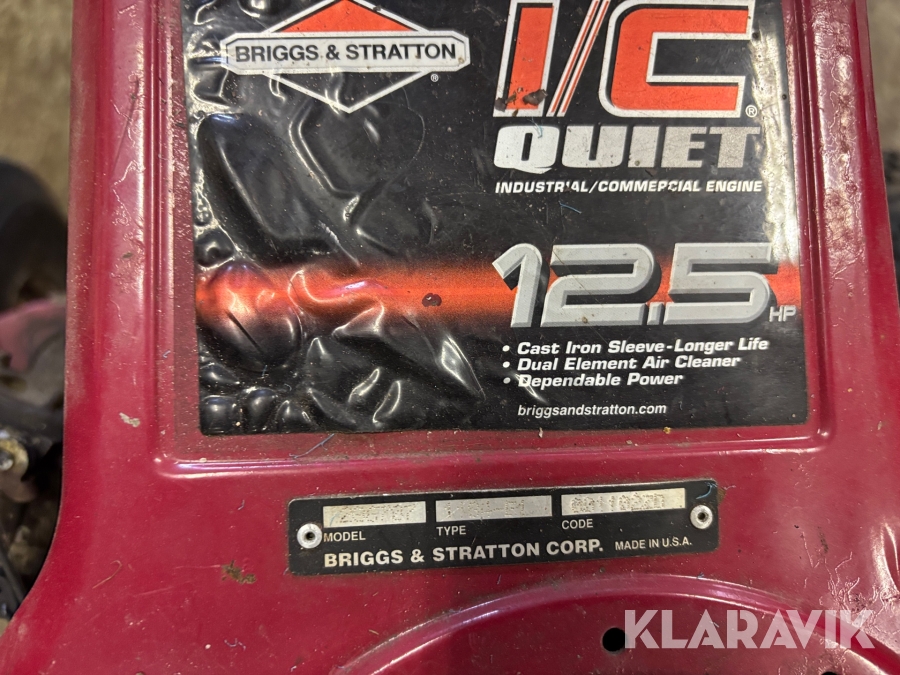 BRIGGS & STRATTON
®
I/C®
QUIET
INDUSTRIAL/COMMERCIAL ENGINE
12.5 HP
• Cast Iron Sleeve-Longer Life
• Dual Element Air Cleaner
• Dependable Power
briggsandstratton.com
MODEL TYPE CODE
BRIGGS & STRATTON CORP. MADE IN U.S.A.
KLARAVIK